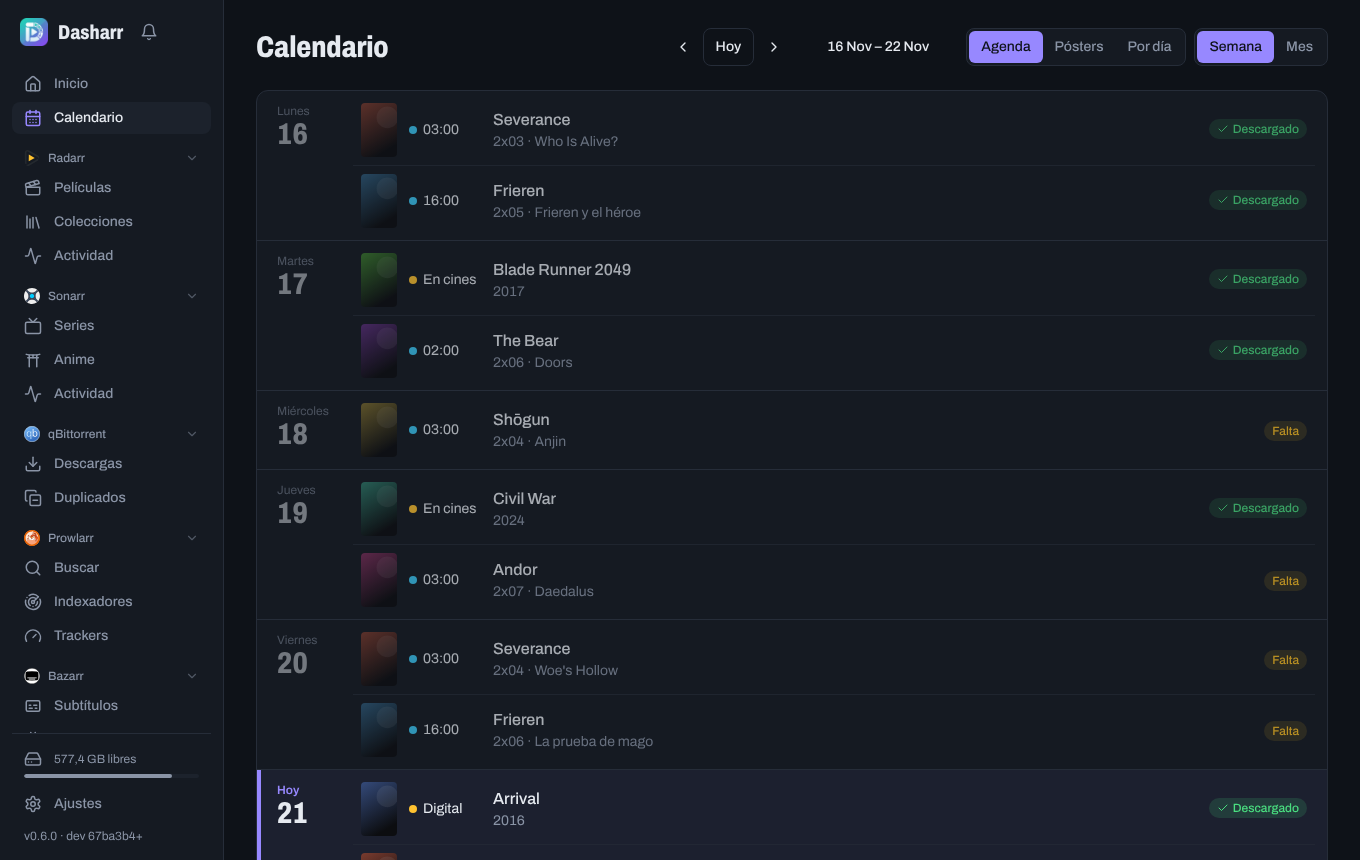 Dasharr
Inicio
Calendario
Radarr
Películas
Colecciones
Actividad
Sonarr
Series
Anime
Actividad
qb qBittorrent
Descargas
Duplicados
Prowlarr
Buscar
Indexadores
Trackers
Bazarr
Subtítulos
577,4 GB libres
Ajustes
v0.6.0 · dev 67ba3b4+
Calendario
Hoy
16 Nov – 22 Nov
Agenda Pósters Por día
Semana Mes
Lunes
16
03:00
Severance
2x03 · Who Is Alive?
Descargado
16:00
Frieren
2x05 · Frieren y el héroe
Descargado
Martes
17
En cines
Blade Runner 2049
2017
Descargado
02:00
The Bear
2x06 · Doors
Descargado
Miércoles
18
03:00
Shōgun
2x04 · Anjin
Falta
Jueves
19
En cines
Civil War
2024
Descargado
03:00
Andor
2x07 · Daedalus
Falta
Viernes
20
03:00
Severance
2x04 · Woe's Hollow
Falta
16:00
Frieren
2x06 · La prueba de mago
Falta
Hoy
21
Digital
Arrival
2016
Descargado